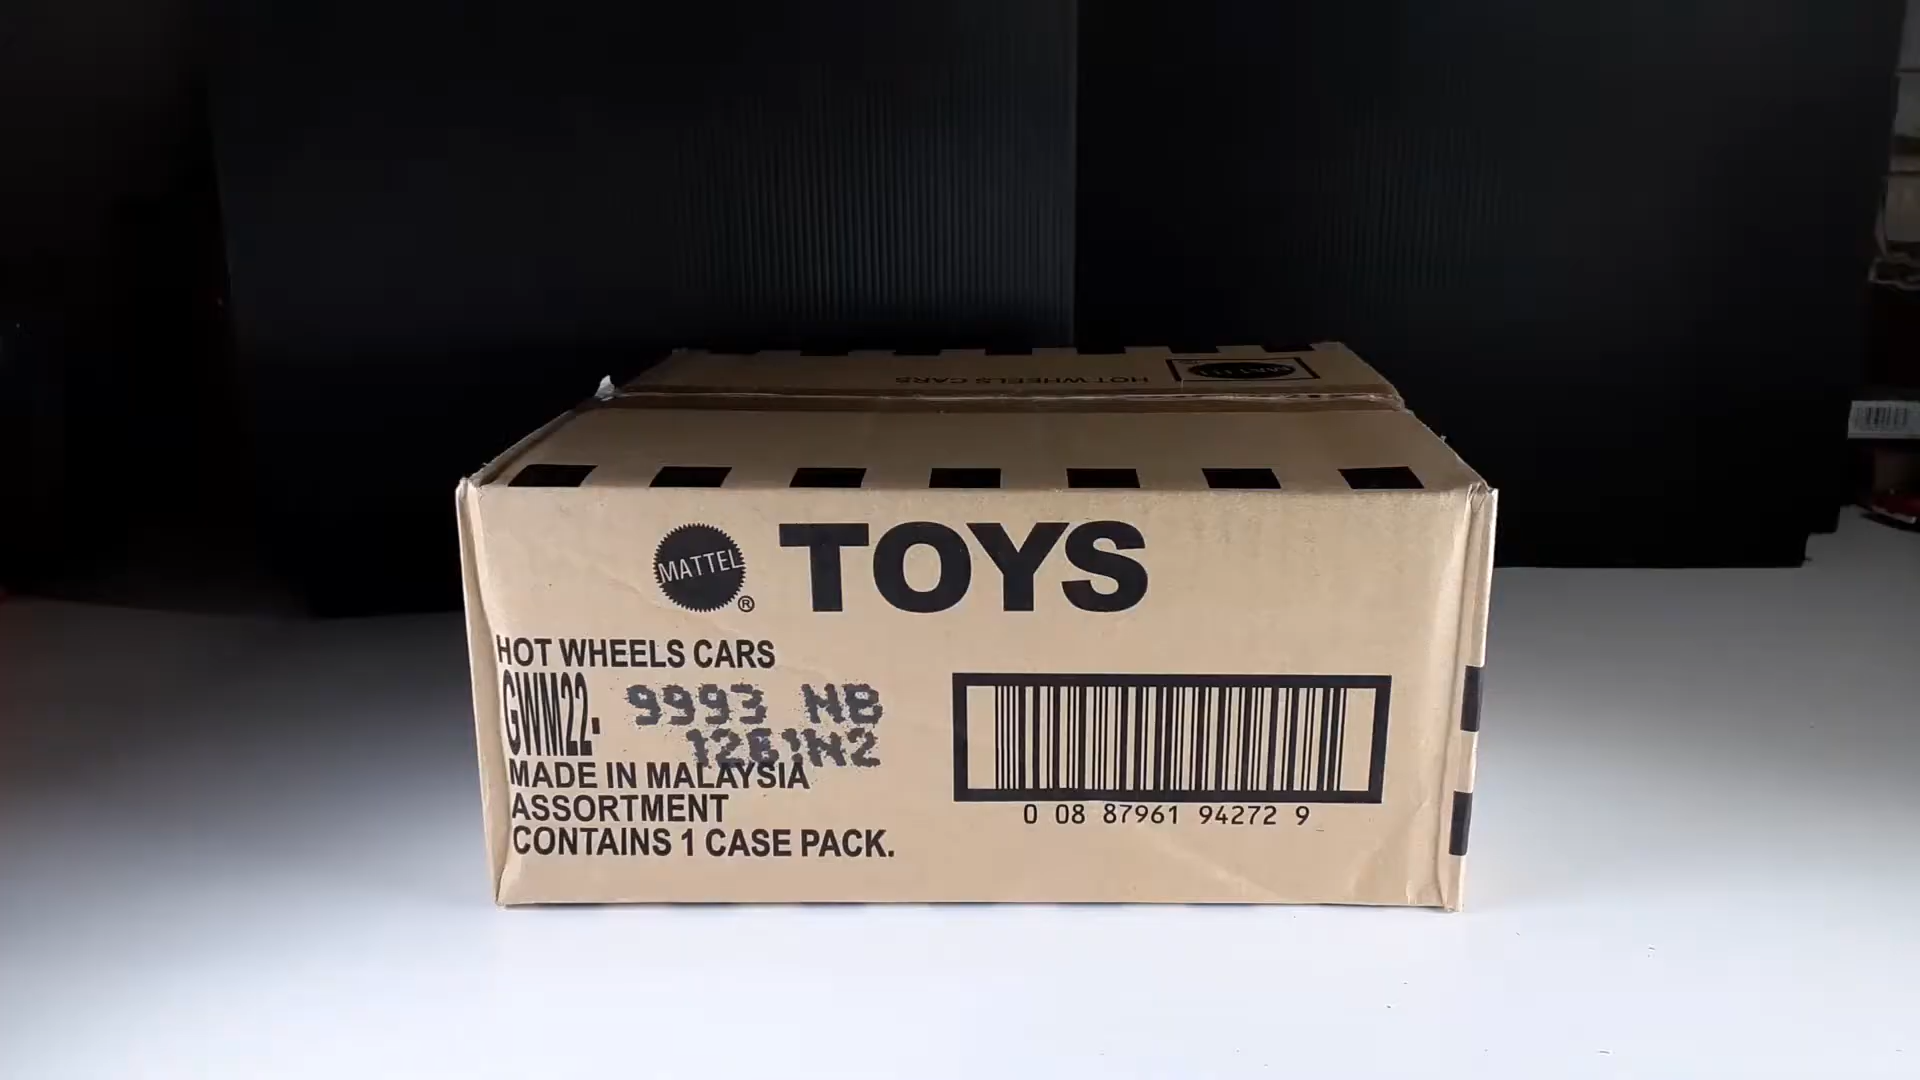 HOT WHEELS CARS
MATTEL
MATTEL ® TOYS
HOT WHEELS CARS
GWM22- 9993 NB
1261N2
MADE IN MALAYSIA
ASSORTMENT
CONTAINS 1 CASE PACK.
0 08 87961 94272 9